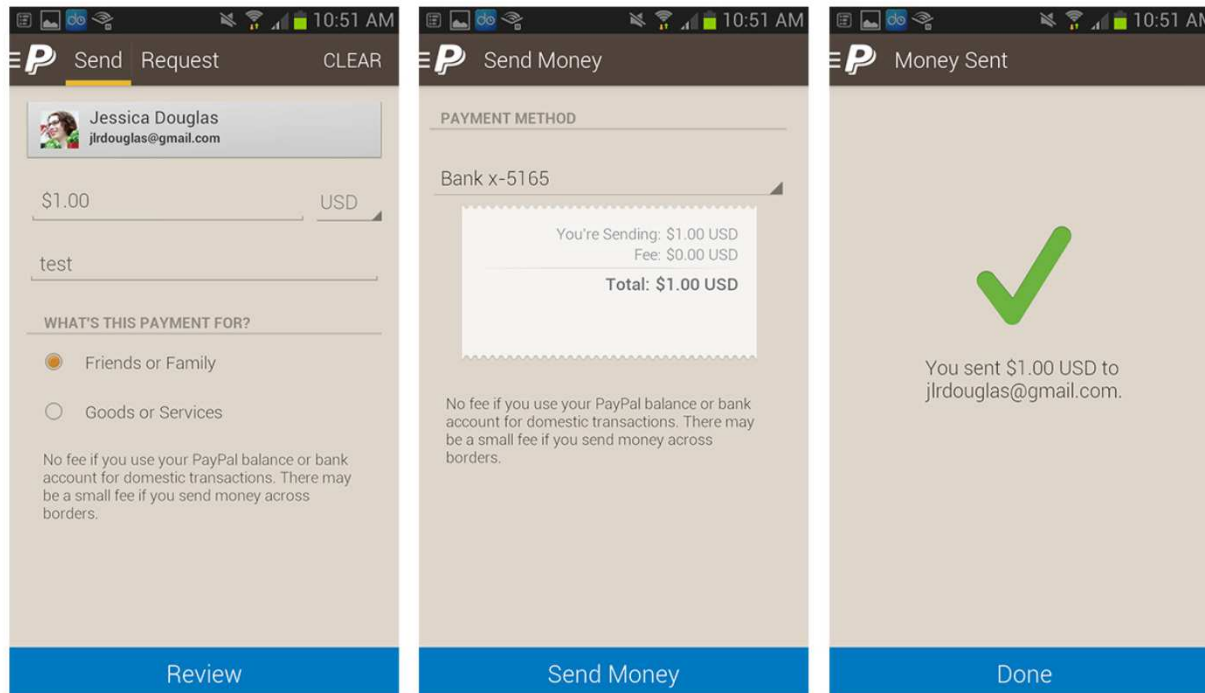 10:51 AM
Send Request CLEAR
Jessica Douglas
jlrdouglas@gmail.com
$1.00 USD
test
WHAT'S THIS PAYMENT FOR?
Friends or Family
Goods or Services
No fee if you use your PayPal balance or bank
account for domestic transactions. There may
be a small fee if you send money across
borders.
Review
10:51 AM
Send Money
PAYMENT METHOD
Bank x-5165
You're Sending: $1.00 USD
Fee: $0.00 USD
Total: $1.00 USD
No fee if you use your PayPal balance or bank
account for domestic transactions. There may
be a small fee if you send money across
borders.
Send Money
10:51 AM
Money Sent
You sent $1.00 USD to
jlrdouglas@gmail.com.
Done